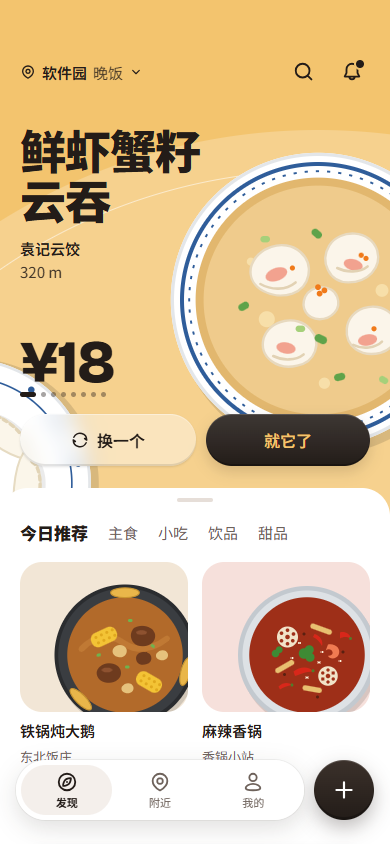 软件园 晚饭
鲜虾蟹籽
云吞
袁记云饺
320 m
¥18
换一个
就它了
今日推荐 主食 小吃 饮品 甜品
铁锅炖大鹅
麻辣香锅
东北饭庄
香锅小站
发现
附近
我的